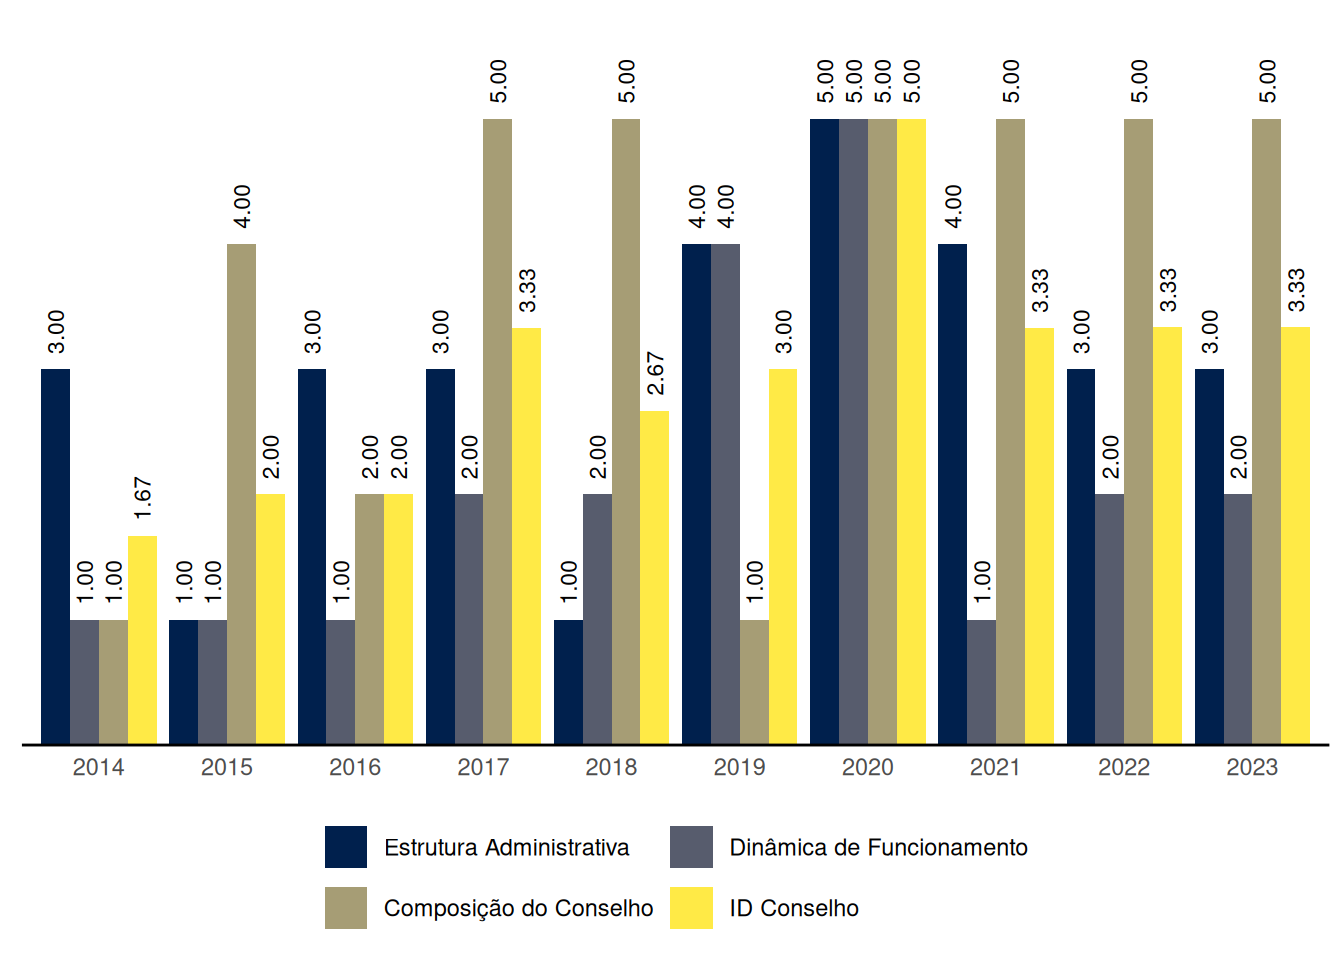 3.00 1.00 1.00 1.67
1.00 1.00 4.00 2.00
3.00 1.00 2.00 2.00
3.00 2.00 5.00 3.33
1.00 2.00 5.00 2.67
4.00 4.00 1.00 3.00
5.00 5.00 5.00 5.00
4.00 1.00 5.00 3.33
3.00 2.00 5.00 3.33
3.00 2.00 5.00 3.33
2014 2015 2016 2017 2018 2019 2020 2021 2022 2023
Estrutura Administrativa Dinâmica de Funcionamento
Composição do Conselho ID Conselho